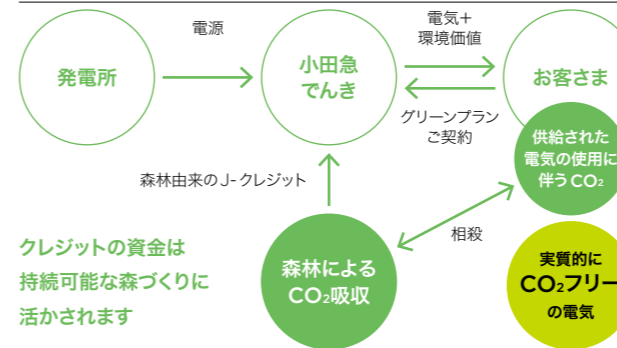 発電所
電源
小田急
でんき
電気＋
環境価値
グリーンプラン
ご契約
お客さま
供給された
電気の使用に
伴うCO₂
森林由来のJ-クレジット
相殺
クレジットの資金は
持続可能な森づくりに
活かされます
森林による
CO₂吸収
実質的に
CO₂フリー
の電気